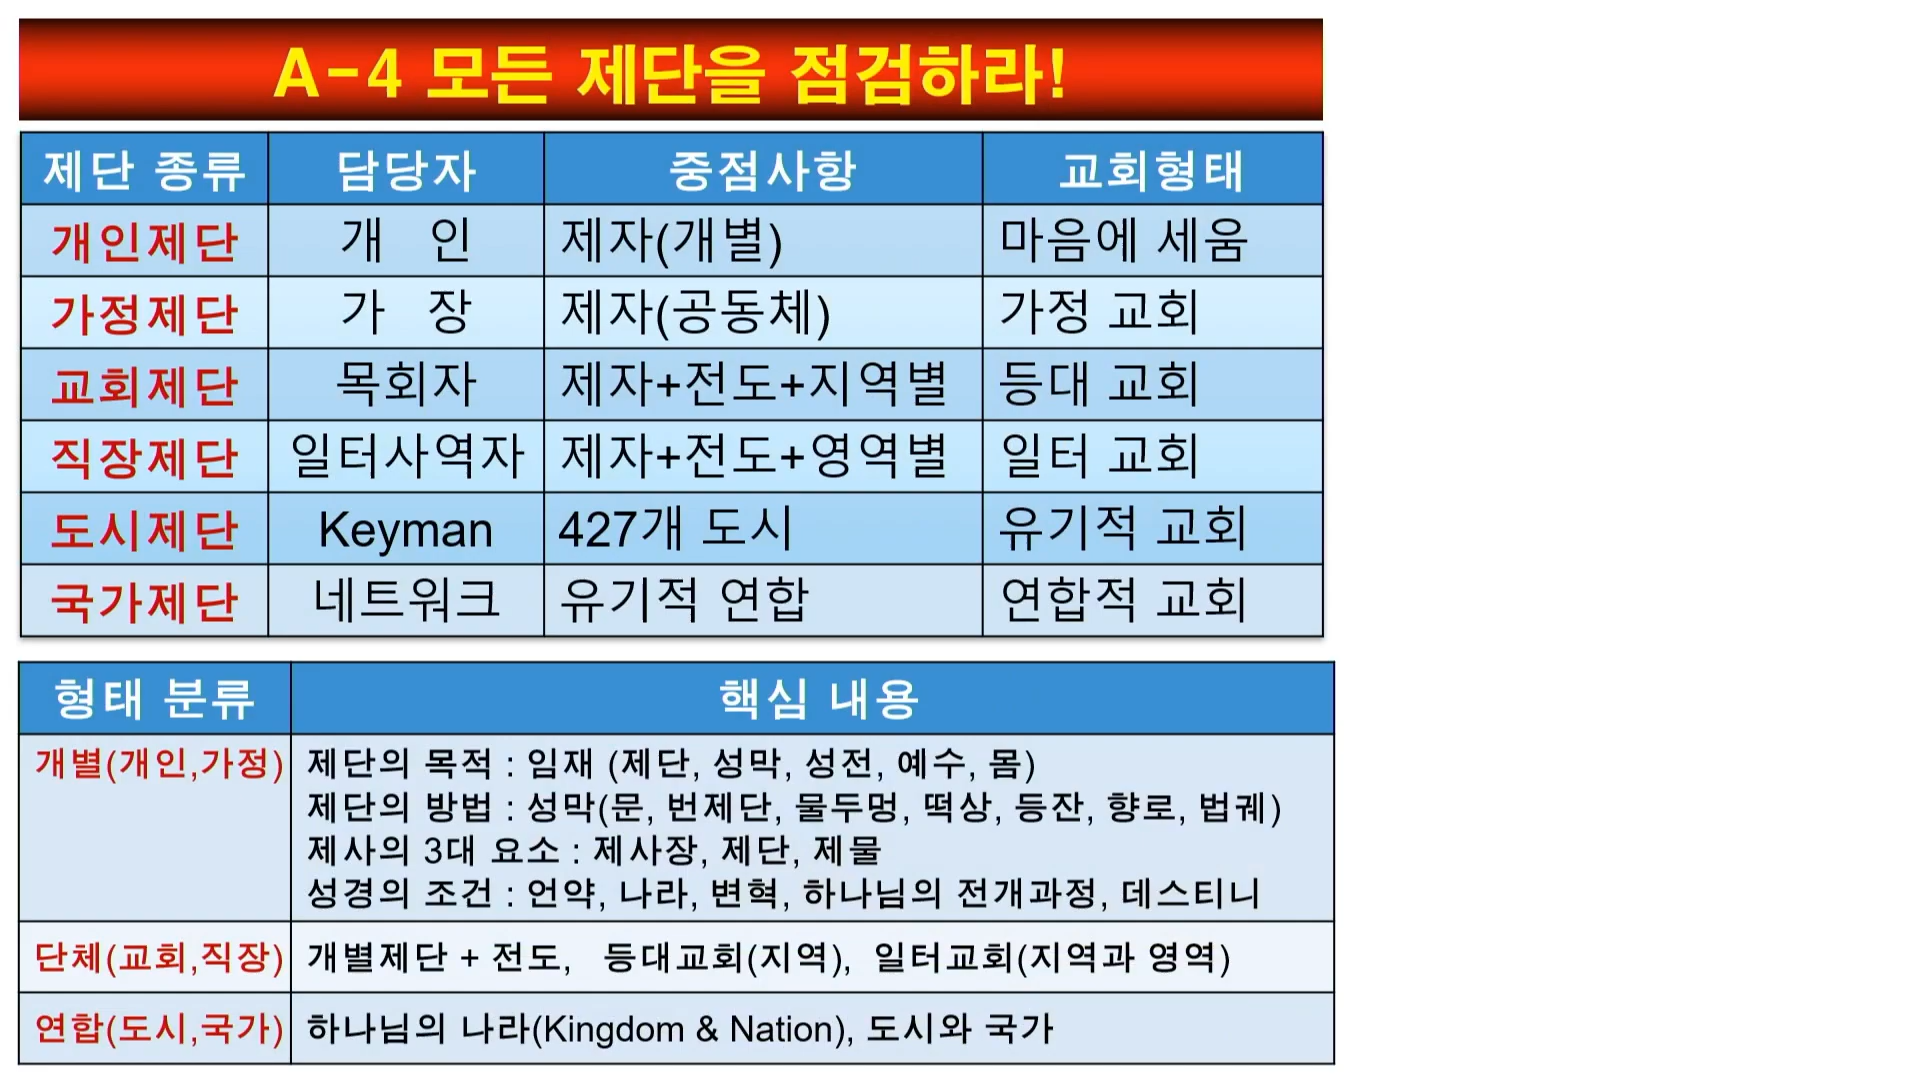 A-4 모든 제단을 점검하라!
제단 종류 담당자 중점사항 교회형태
개인제단 개 인 제자(개별) 마음에 세움
가정제단 가 장 제자(공동체) 가정 교회
교회제단 목회자 제자+전도+지역별 등대 교회
직장제단 일터사역자 제자+전도+영역별 일터 교회
도시제단 Keyman 427개 도시 유기적 교회
국가제단 네트워크 유기적 연합 연합적 교회
형태 분류 핵심 내용
개별(개인,가정) 제단의 목적 : 임재 (제단, 성막, 성전, 예수, 몸)
제단의 방법 : 성막(문, 번제단, 물두멍, 떡상, 등잔, 향로, 법궤)
제사의 3대 요소 : 제사장, 제단, 제물
성경의 조건 : 언약, 나라, 변혁, 하나님의 전개과정, 데스티니
단체(교회,직장) 개별제단 + 전도, 등대교회(지역), 일터교회(지역과 영역)
연합(도시,국가) 하나님의 나라(Kingdom & Nation), 도시와 국가